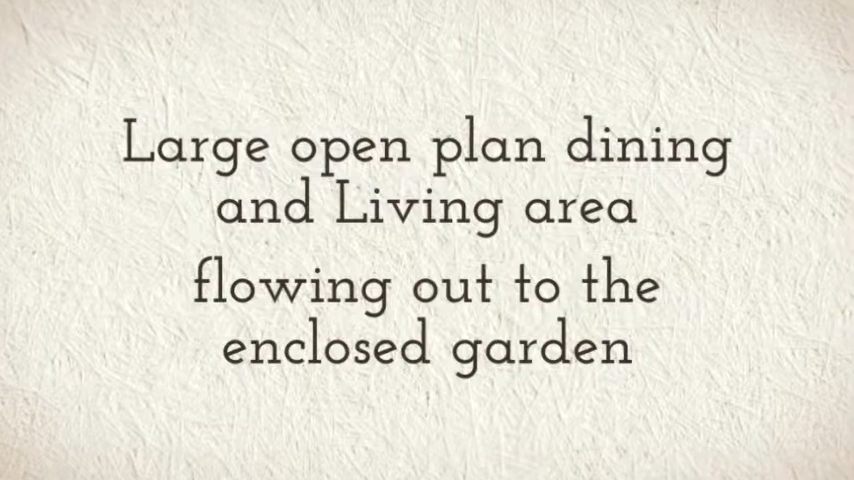 Large open plan dining
and Living area
flowing out to the
enclosed garden